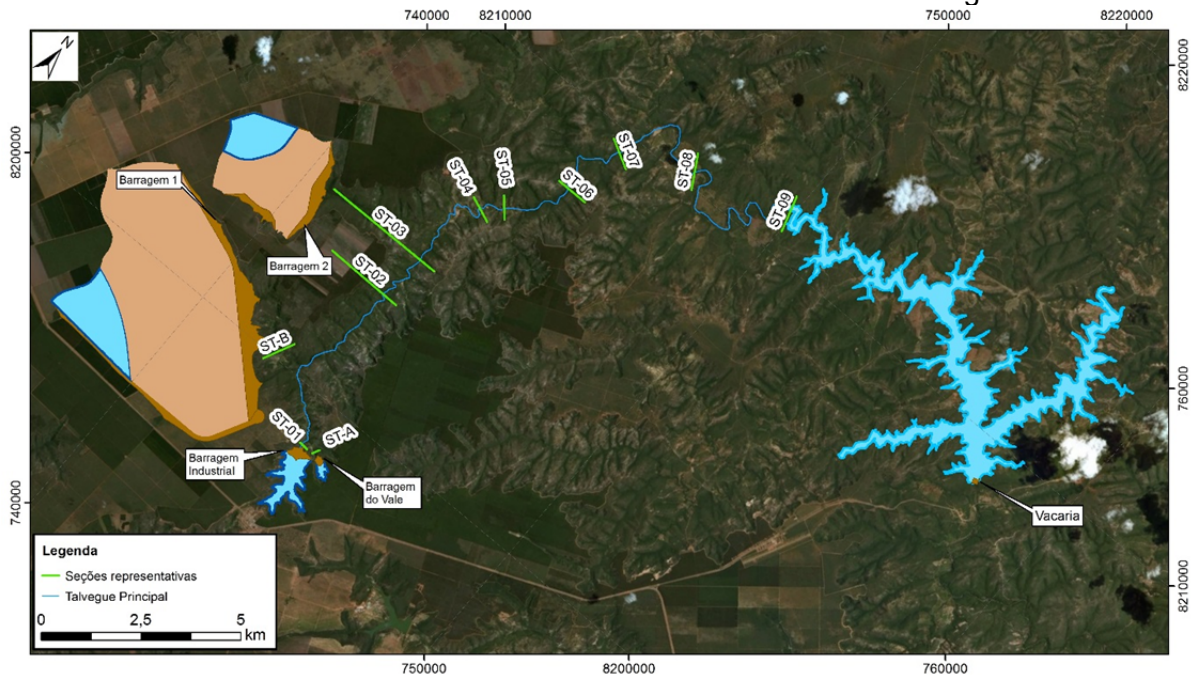 740000 8210000 750000 8220000
8220000
8200000
Barragem 1
ST-04
ST-05
ST-06
ST-07
ST-08
ST-09
ST-03
Barragem 2
ST-02
ST-B
760000
ST-01
ST-A
Barragem
Industrial
Barragem
do Vale
740000
Vacaria
Legenda
Seções representativas
Talvegue Principal
0 2,5 5
km
8210000
750000 8200000 760000
N